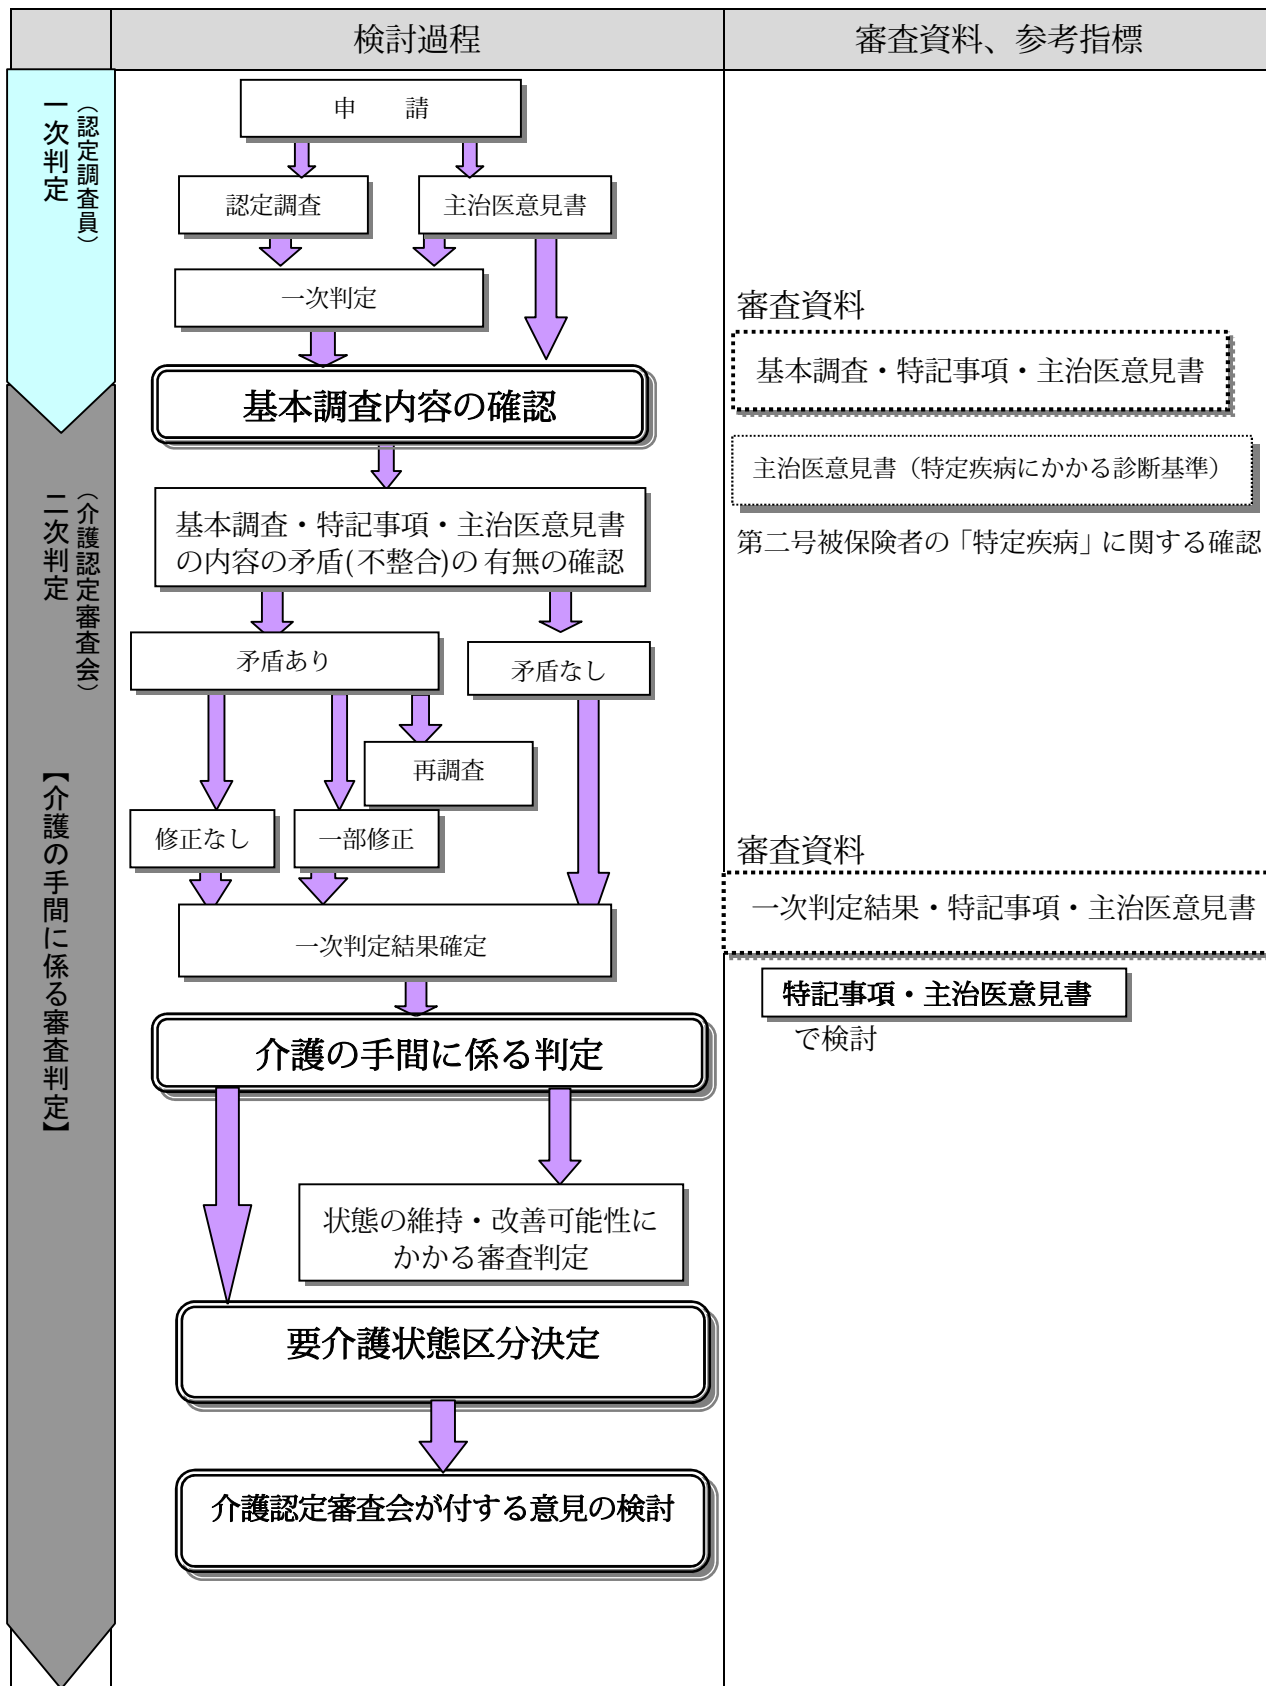 検討過程
審査資料、参考指標
一次判定
（認定調査員）
申　　請
認定調査
主治医意見書
一次判定
審査資料
基本調査・特記事項・主治医意見書
基本調査内容の確認
主治医意見書（特定疾病にかかる診断基準）
第二号被保険者の「特定疾病」に関する確認
二次判定
（介護認定審査会）
【介護の手間に係る審査判定】
基本調査・特記事項・主治医意見書
の内容の矛盾(不整合)の 有無の確認
矛盾あり
矛盾なし
再調査
修正なし
一部修正
審査資料
一次判定結果・特記事項・主治医意見書
一次判定結果確定
特記事項・主治医意見書
で検討
介護の手間に係る判定
状態の維持・改善可能性に
かかる審査判定
要介護状態区分決定
介護認定審査会が付する意見の検討